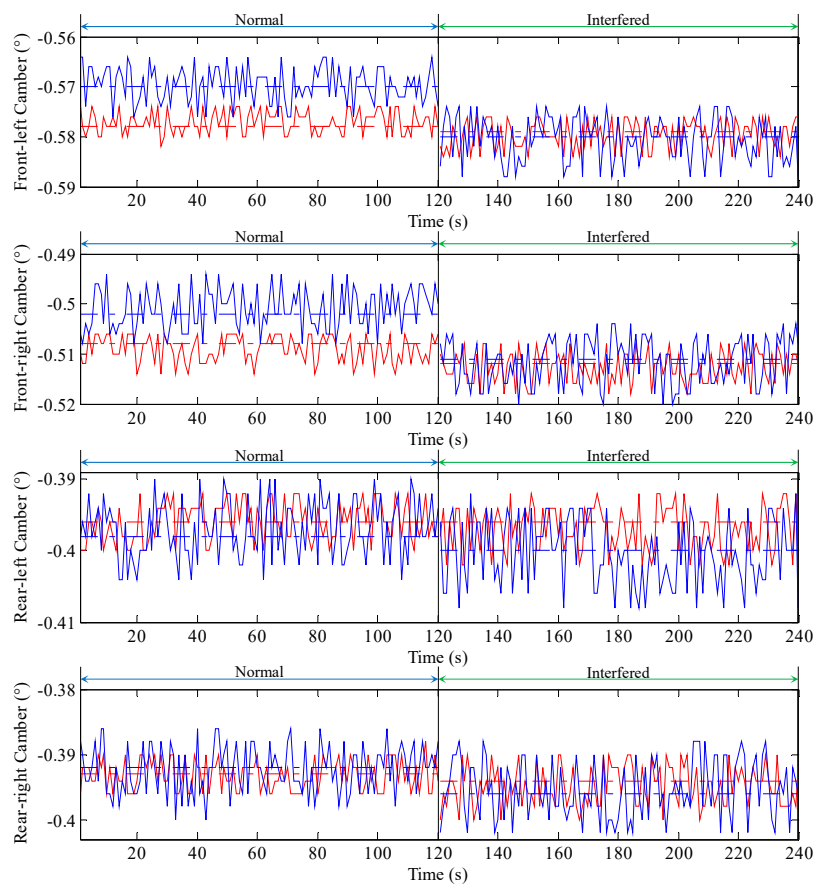 Normal Interfered
Front-left Camber (°)
-0.56
-0.57
-0.58
-0.59
20 40 60 80 100 120 140 160 180 200 220 240
Time (s)
Normal Interfered
Front-right Camber (°)
-0.49
-0.5
-0.51
-0.52
20 40 60 80 100 120 140 160 180 200 220 240
Time (s)
Normal Interfered
Rear-left Camber (°)
-0.39
-0.4
-0.41
20 40 60 80 100 120 140 160 180 200 220 240
Time (s)
Normal Interfered
Rear-right Camber (°)
-0.38
-0.39
-0.4
20 40 60 80 100 120 140 160 180 200 220 240
Time (s)